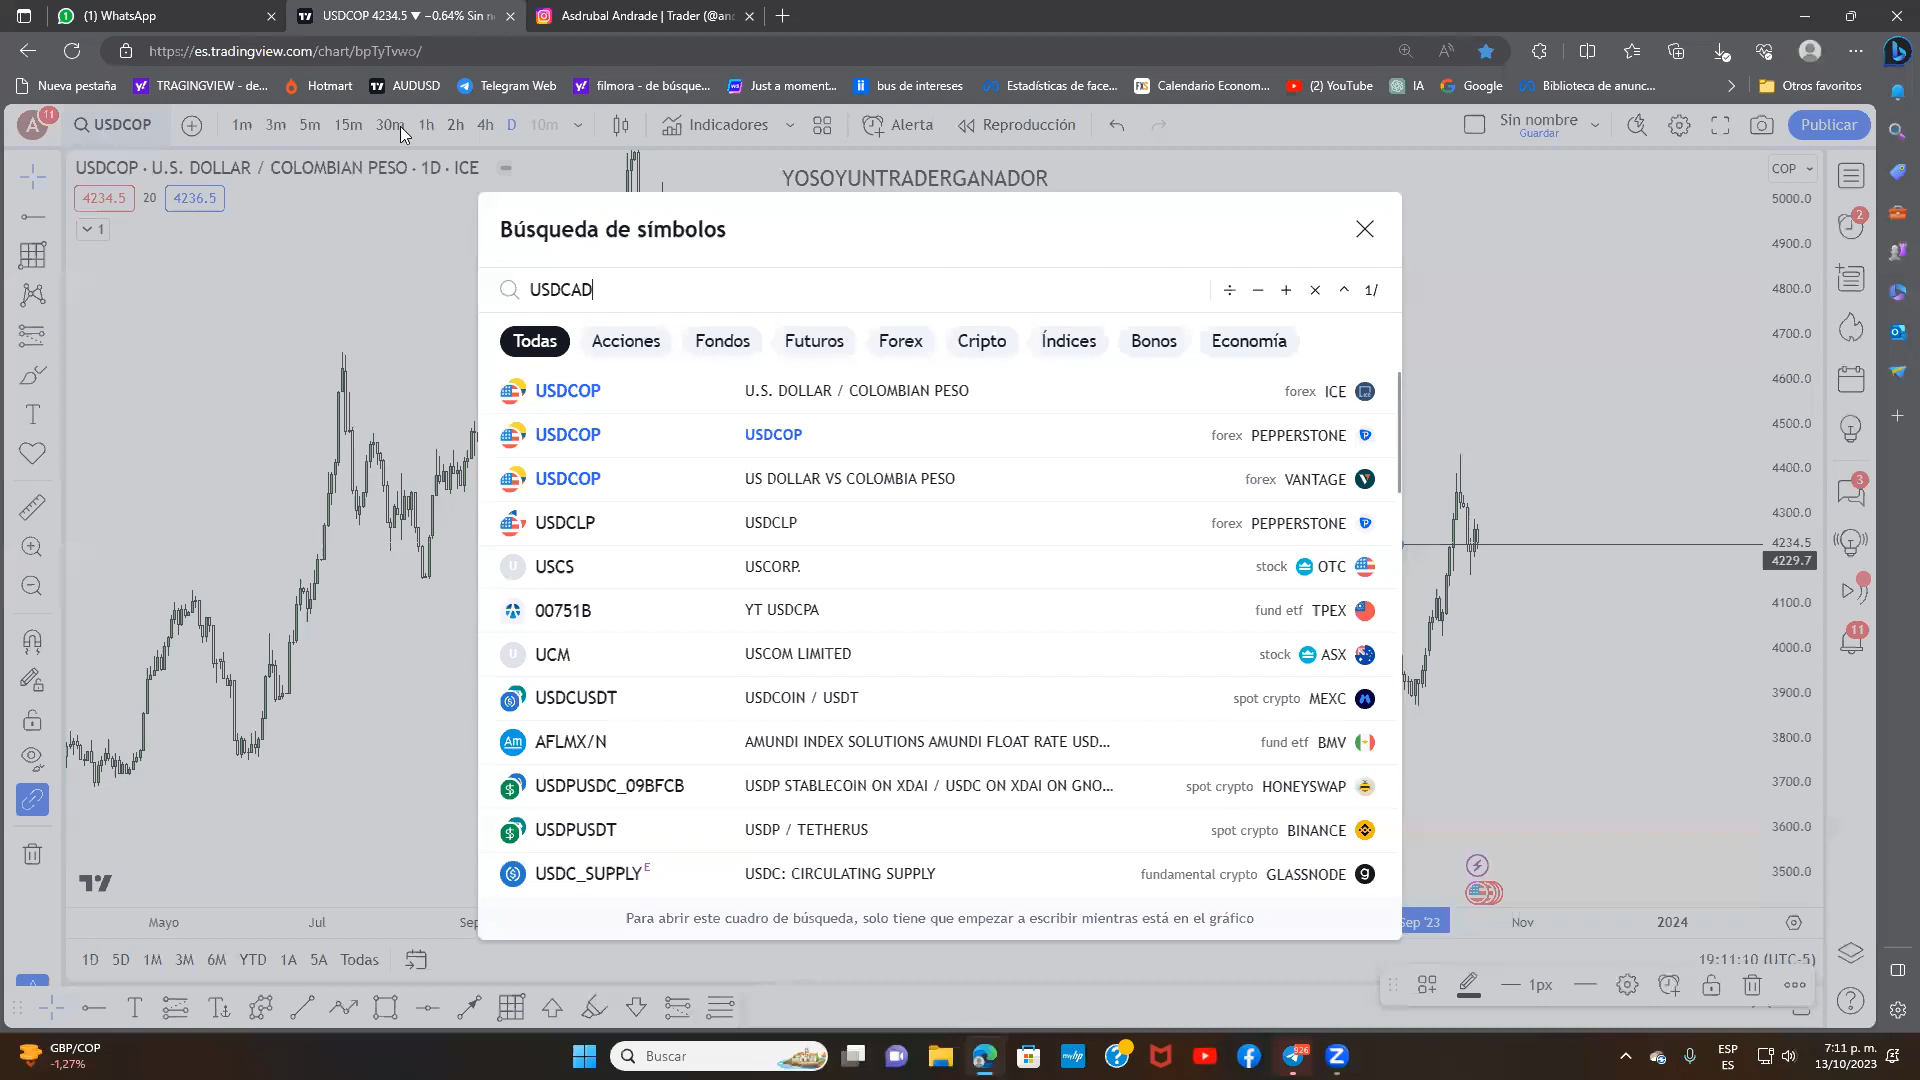 (1) WhatsApp
USDCOP 4234.5 ▼ −0.64% Sin n
Asdrubal Andrade | Trader (@and
https://es.tradingview.com/chart/bpTyTvwo/
Nueva pestaña
TRAGINGVIEW - de...
Hotmart
AUDUSD
Telegram Web
filmora - de búsque...
Just a moment...
bus de intereses
Estadísticas de face...
Calendario Econom...
(2) YouTube
IA
Google
Biblioteca de anunc...
Otros favoritos
A 11
USDCOP
1m 3m 5m 15m 30m 1h 2h 4h D 10m
Indicadores
Alerta
Reproducción
Sin nombre
Guardar
Publicar
USDCOP · U.S. DOLLAR / COLOMBIAN PESO · 1D · ICE
4234.5 20 4236.5
1
YOSOYUNTRADERGANADOR
COP
Búsqueda de símbolos
USDCAD
÷ − + × ^ 1/
Todas Acciones Fondos Futuros Forex Cripto Índices Bonos Economía
USDCOP U.S. DOLLAR / COLOMBIAN PESO forex ICE
USDCOP USDCOP forex PEPPERSTONE
USDCOP US DOLLAR VS COLOMBIA PESO forex VANTAGE
USDCLP USDCLP forex PEPPERSTONE
U USCS USCORP. stock OTC
00751B YT USDCPA fund etf TPEX
U UCM USCOM LIMITED stock ASX
USDCUSDT USDCOIN / USDT spot crypto MEXC
Am AFLMX/N AMUNDI INDEX SOLUTIONS AMUNDI FLOAT RATE USD... fund etf BMV
USDPUSDC_09BFCB USDP STABLECOIN ON XDAI / USDC ON XDAI ON GNO... spot crypto HONEYSWAP
USDPUSDT USDP / TETHERUS spot crypto BINANCE
USDC_SUPPLY E USDC: CIRCULATING SUPPLY fundamental crypto GLASSNODE
Para abrir este cuadro de búsqueda, solo tiene que empezar a escribir mientras está en el gráfico
5000.0
4900.0
4800.0
4700.0
4600.0
4500.0
4400.0
4300.0
4234.5
4229.7
4100.0
4000.0
3900.0
3800.0
3700.0
3600.0
3500.0
2
3
11
Mayo Jul Sep Sep '23 Nov 2024
1D 5D 1M 3M 6M YTD 1A 5A Todas
19:11:10 (UTC-5)
1px
GBP/COP
-1,27%
Buscar
926
ESP
ES
7:11 p. m.
13/10/2023